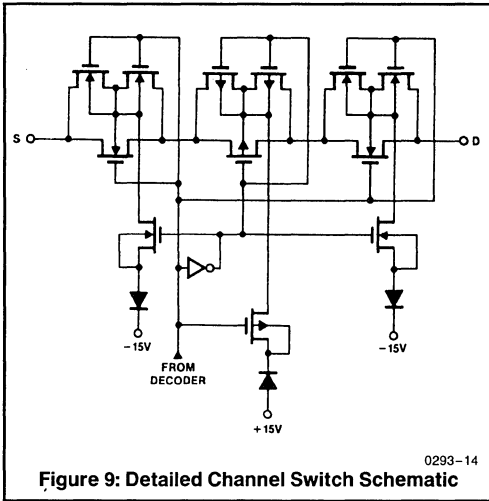 S
D
-15V
FROM
DECODER
+15V
-15V
0293-14
Figure 9: Detailed Channel Switch Schematic